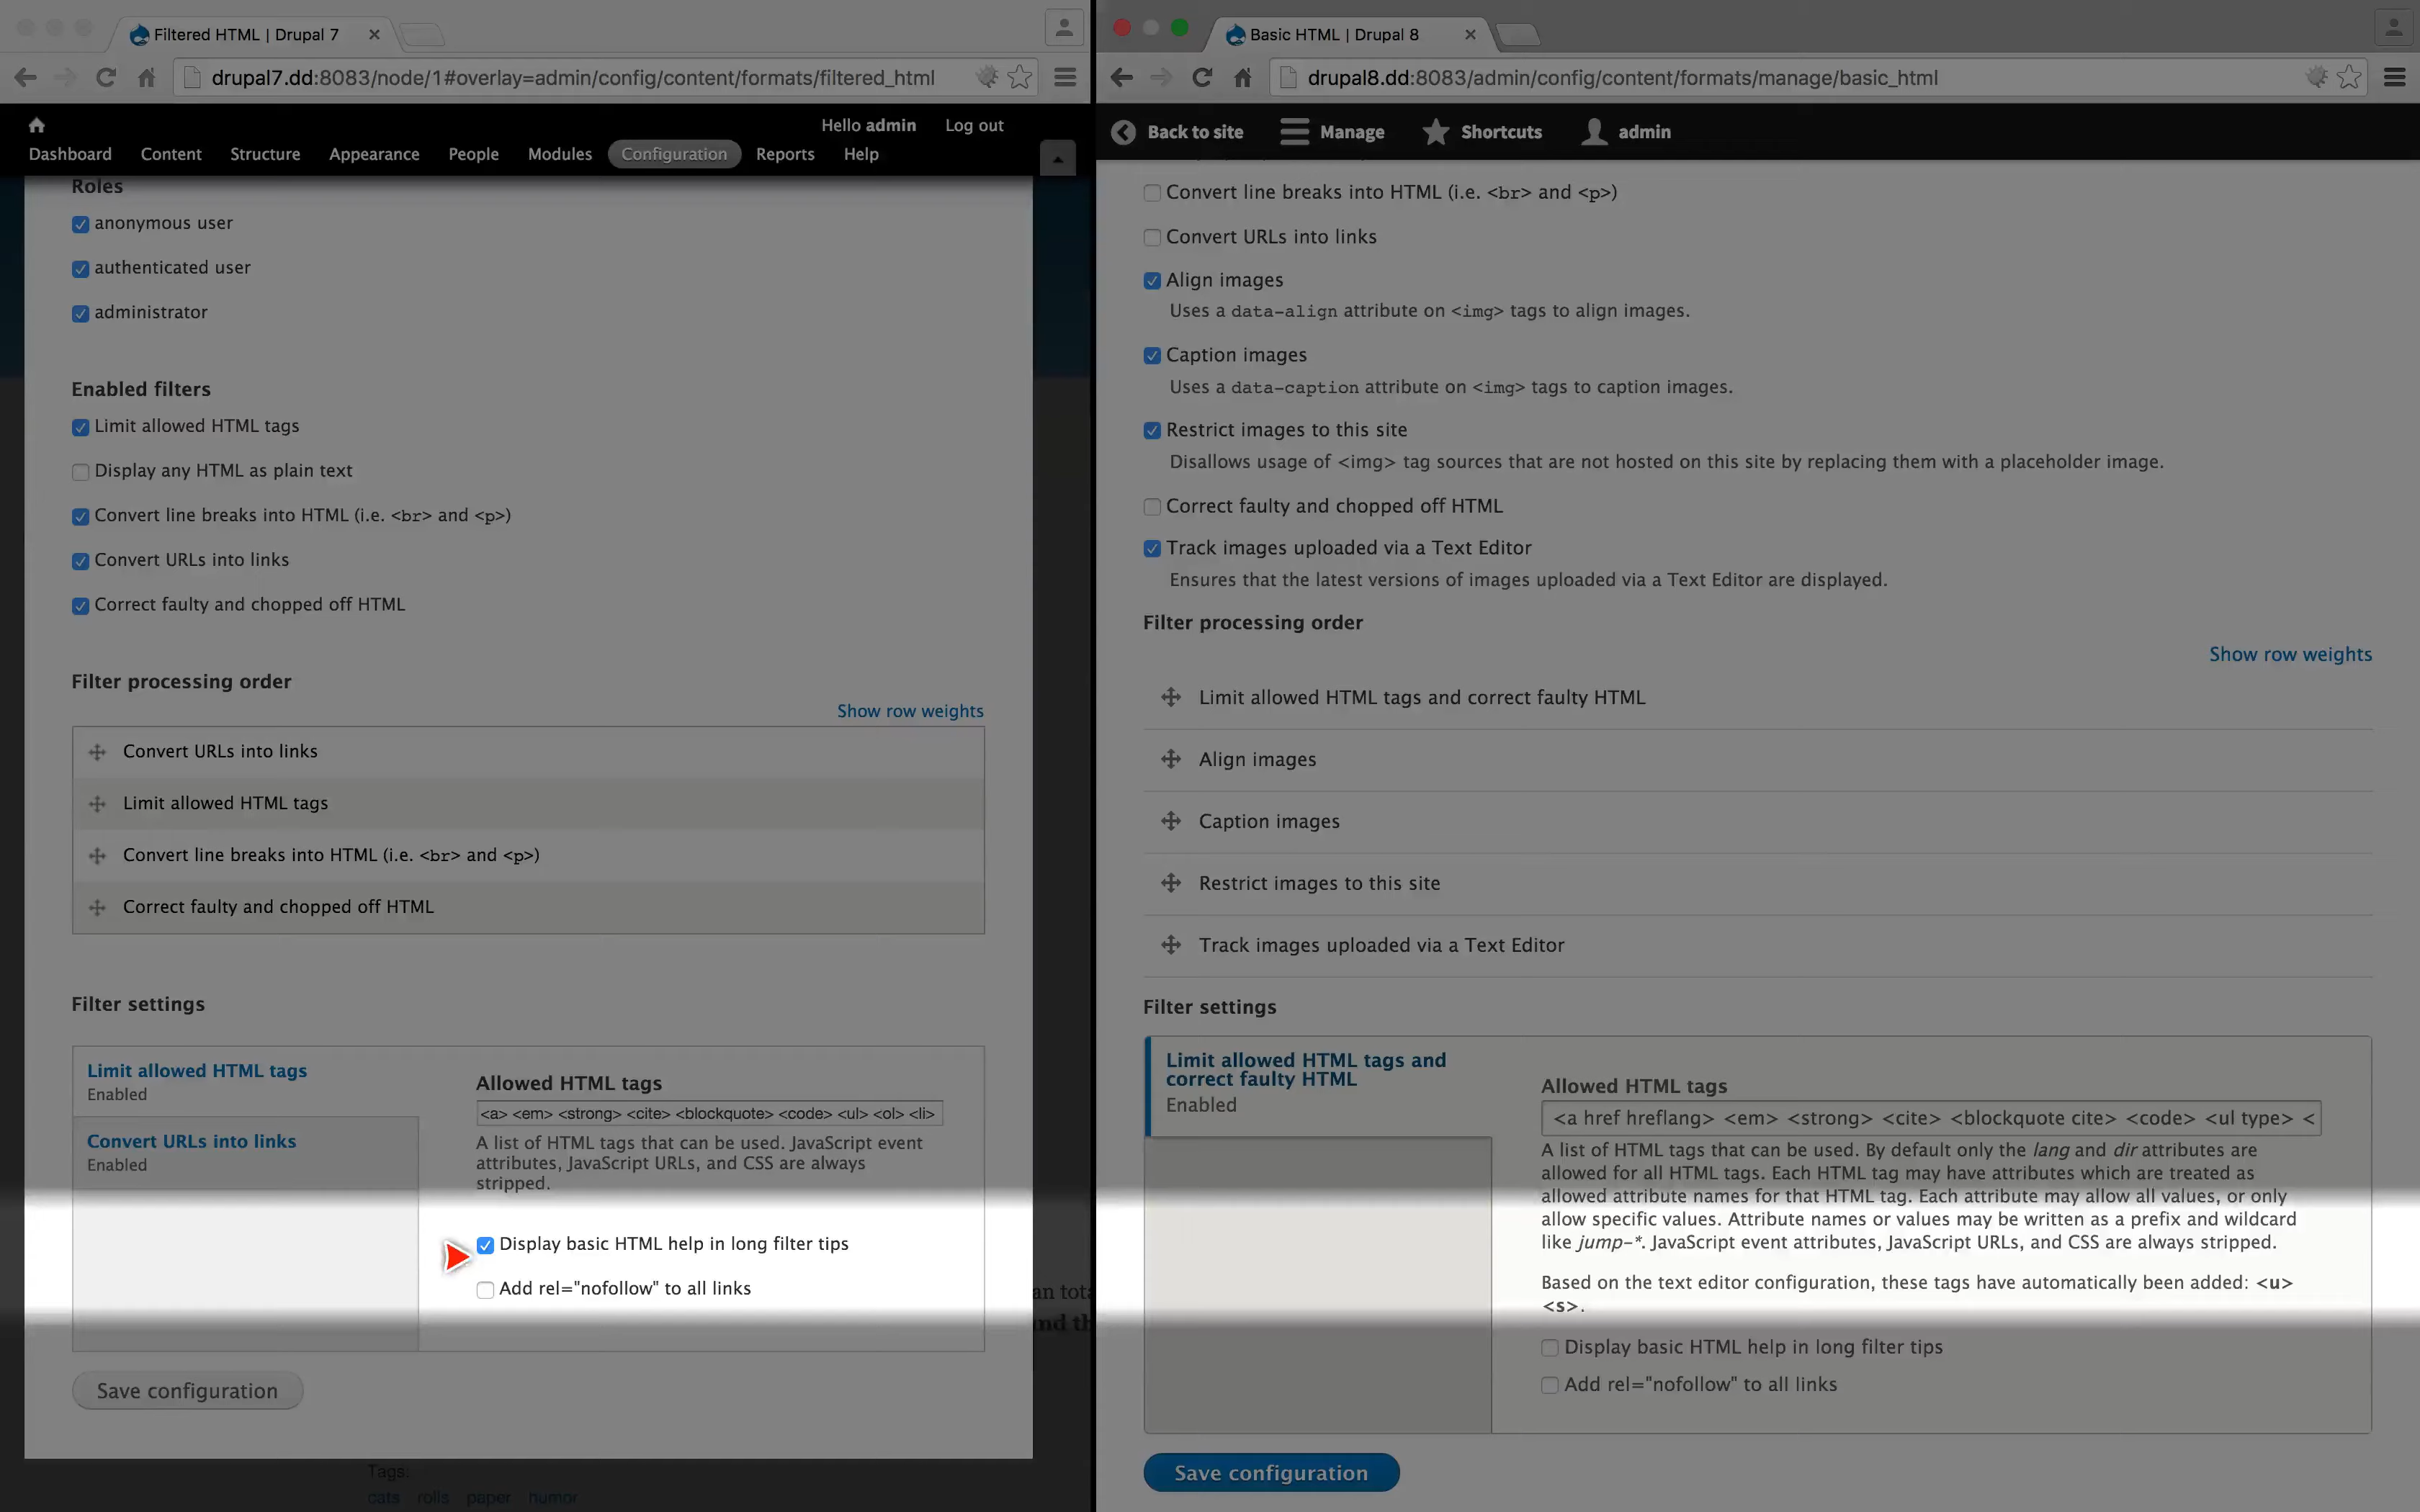 Filtered HTML | Drupal 7
drupal7.dd:8083/node/1#overlay=admin/config/content/formats/filtered_html
Hello admin Log out
Dashboard Content Structure Appearance People Modules Configuration Reports Help
Roles
anonymous user
authenticated user
administrator
Enabled filters
Limit allowed HTML tags
Display any HTML as plain text
Convert line breaks into HTML (i.e. <br> and <p>)
Convert URLs into links
Correct faulty and chopped off HTML
Filter processing order
Show row weights
Convert URLs into links
Limit allowed HTML tags
Convert line breaks into HTML (i.e. <br> and <p>)
Correct faulty and chopped off HTML
Filter settings
Limit allowed HTML tags
Enabled
Convert URLs into links
Enabled
Allowed HTML tags
<a> <em> <strong> <cite> <blockquote> <code> <ul> <ol> <li>
A list of HTML tags that can be used. JavaScript event
attributes, JavaScript URLs, and CSS are always
stripped.
Display basic HTML help in long filter tips
Add rel="nofollow" to all links
Save configuration
Tags:
cats rolls paper humor
Basic HTML | Drupal 8
drupal8.dd:8083/admin/config/content/formats/manage/basic_html
Back to site Manage Shortcuts admin
Convert line breaks into HTML (i.e. <br> and <p>)
Convert URLs into links
Align images
Uses a data-align attribute on <img> tags to align images.
Caption images
Uses a data-caption attribute on <img> tags to caption images.
Restrict images to this site
Disallows usage of <img> tag sources that are not hosted on this site by replacing them with a placeholder image.
Correct faulty and chopped off HTML
Track images uploaded via a Text Editor
Ensures that the latest versions of images uploaded via a Text Editor are displayed.
Filter processing order
Show row weights
Limit allowed HTML tags and correct faulty HTML
Align images
Caption images
Restrict images to this site
Track images uploaded via a Text Editor
Filter settings
Limit allowed HTML tags and
correct faulty HTML
Enabled
Allowed HTML tags
<a href hreflang> <em> <strong> <cite> <blockquote cite> <code> <ul type> <
A list of HTML tags that can be used. By default only the lang and dir attributes are
allowed for all HTML tags. Each HTML tag may have attributes which are treated as
allowed attribute names for that HTML tag. Each attribute may allow all values, or only
allow specific values. Attribute names or values may be written as a prefix and wildcard
like jump-*. JavaScript event attributes, JavaScript URLs, and CSS are always stripped.
Based on the text editor configuration, these tags have automatically been added: <u>
<s>.
Display basic HTML help in long filter tips
Add rel="nofollow" to all links
Save configuration